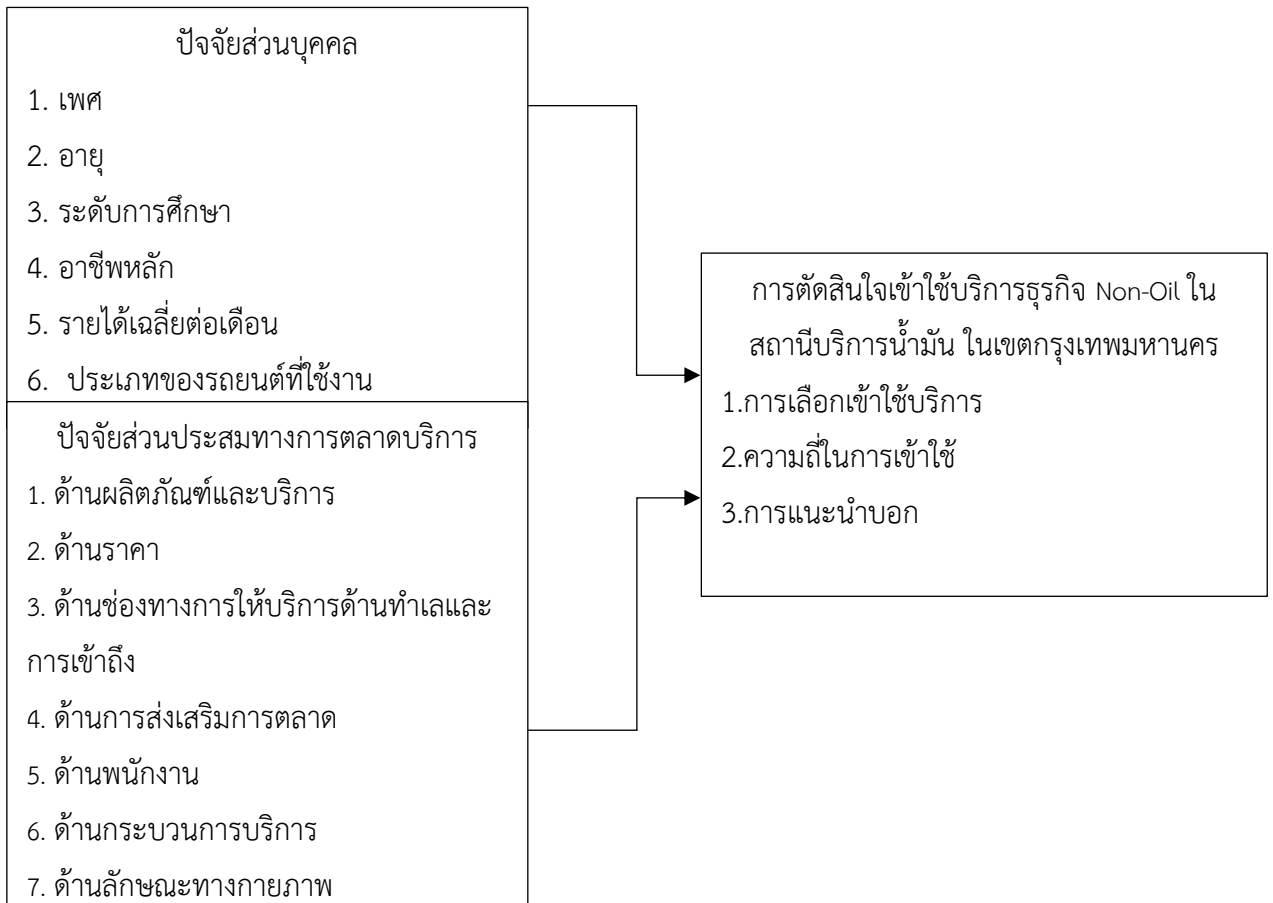 ปัจจัยส่วนบุคคล
1. เพศ
2. อายุ
3. ระดับการศึกษา
4. อาชีพหลัก
5. รายได้เฉลี่ยต่อเดือน
6. ประเภทของรถยนต์ที่ใช้งาน
ปัจจัยส่วนประสมทางการตลาดบริการ
1. ด้านผลิตภัณฑ์และบริการ
2. ด้านราคา
3. ด้านช่องทางการให้บริการด้านทำเลและ
การเข้าถึง
4. ด้านการส่งเสริมการตลาด
5. ด้านพนักงาน
6. ด้านกระบวนการบริการ
7. ด้านลักษณะทางกายภาพ
การตัดสินใจเข้าใช้บริการธุรกิจ Non-Oil ใน
สถานีบริการน้ำมัน ในเขตกรุงเทพมหานคร
1.การเลือกเข้าใช้บริการ
2.ความถี่ในการเข้าใช้
3.การแนะนำบอก